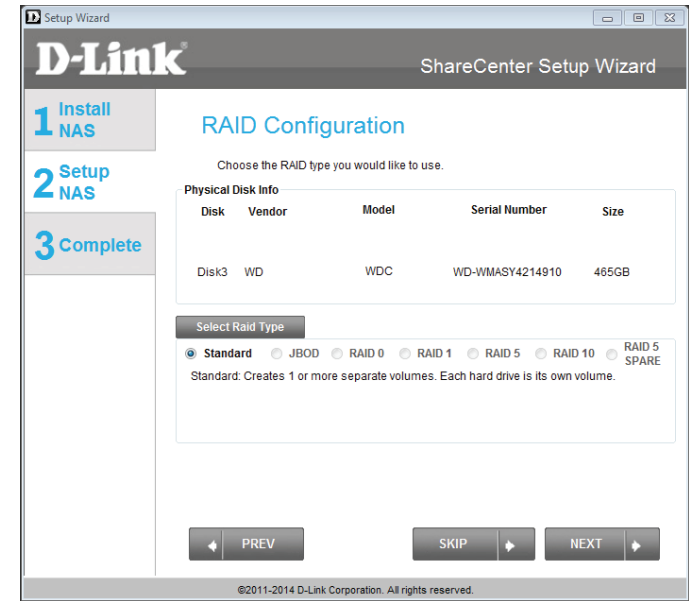 Setup Wizard
D-Link
ShareCenter Setup Wizard
1 Install NAS
2 Setup NAS
3 Complete
RAID Configuration
Choose the RAID type you would like to use.
Physical Disk Info
Disk Vendor Model Serial Number Size
Disk3 WD WDC WD-WMASY4214910 465GB
Select Raid Type
Standard JBOD RAID 0 RAID 1 RAID 5 RAID 10 RAID 5 SPARE
Standard: Creates 1 or more separate volumes. Each hard drive is its own volume.
PREV SKIP NEXT
©2011-2014 D-Link Corporation. All rights reserved.